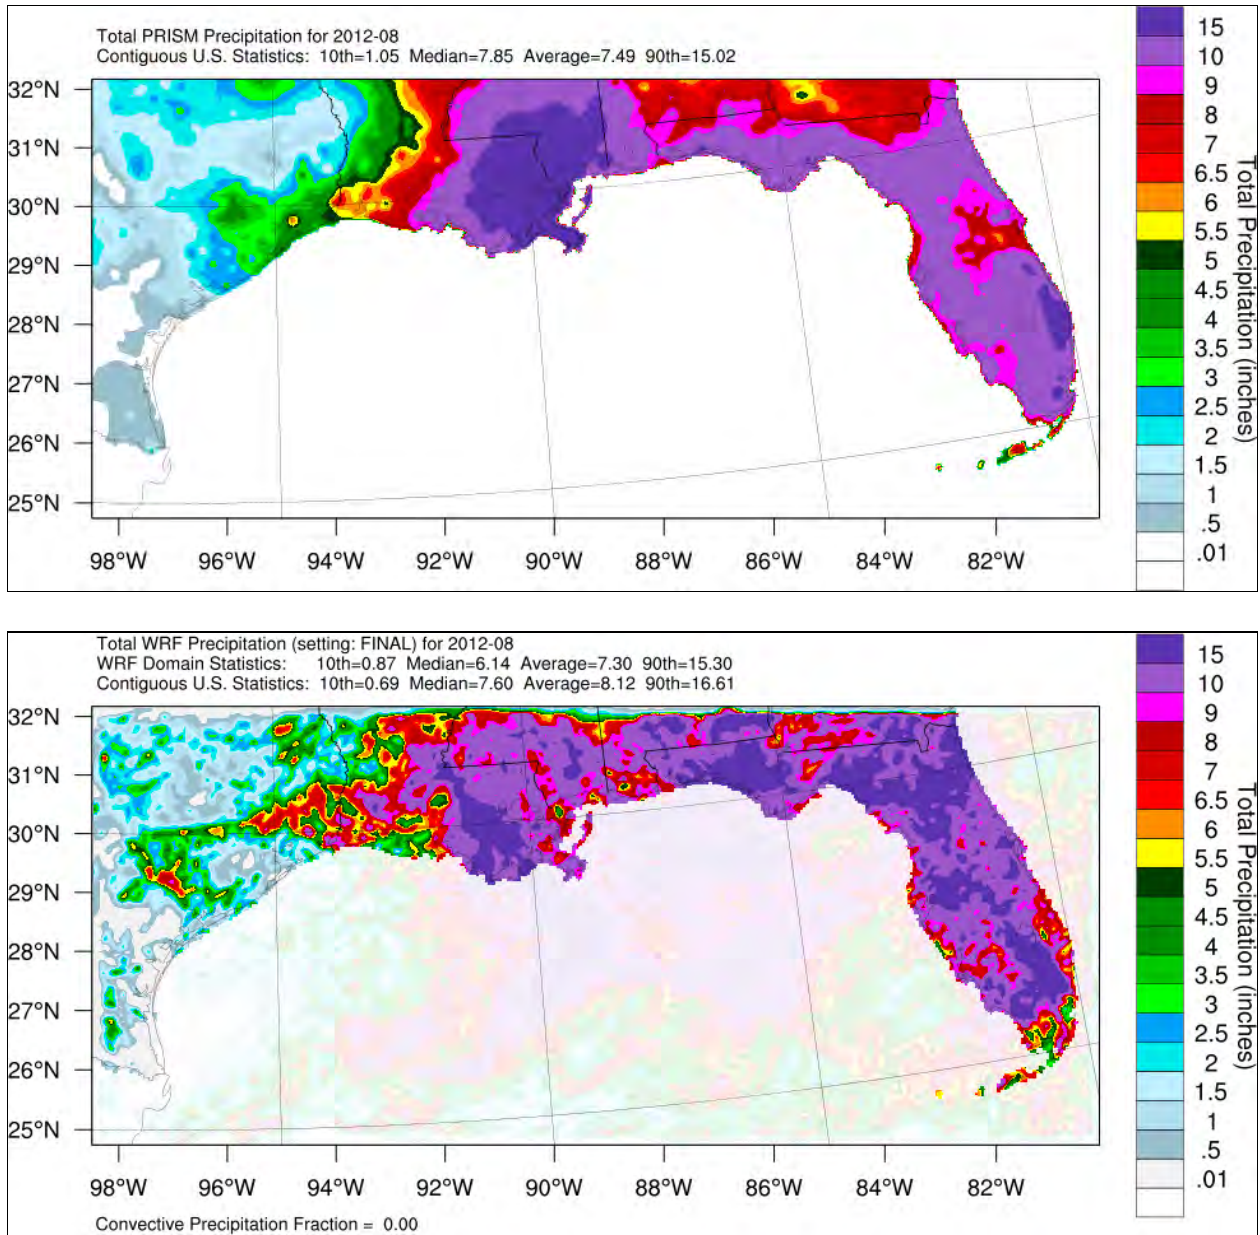 Total PRISM Precipitation for 2012-08
Contiguous U.S. Statistics: 10th=1.05 Median=7.85 Average=7.49 90th=15.02
32°N
31°N
30°N
29°N
28°N
27°N
26°N
25°N
98°W 96°W 94°W 92°W 90°W 88°W 86°W 84°W 82°W
15
10
9
8
7
6.5
6
5.5
5
4.5
4
3.5
3
2.5
2
1.5
1
.5
.01
Total Precipitation (inches)
Total WRF Precipitation (setting: FINAL) for 2012-08
WRF Domain Statistics: 10th=0.87 Median=6.14 Average=7.30 90th=15.30
Contiguous U.S. Statistics: 10th=0.69 Median=7.60 Average=8.12 90th=16.61
32°N
31°N
30°N
29°N
28°N
27°N
26°N
25°N
98°W 96°W 94°W 92°W 90°W 88°W 86°W 84°W 82°W
Convective Precipitation Fraction = 0.00
15
10
9
8
7
6.5
6
5.5
5
4.5
4
3.5
3
2.5
2
1.5
1
.5
.01
Total Precipitation (inches)